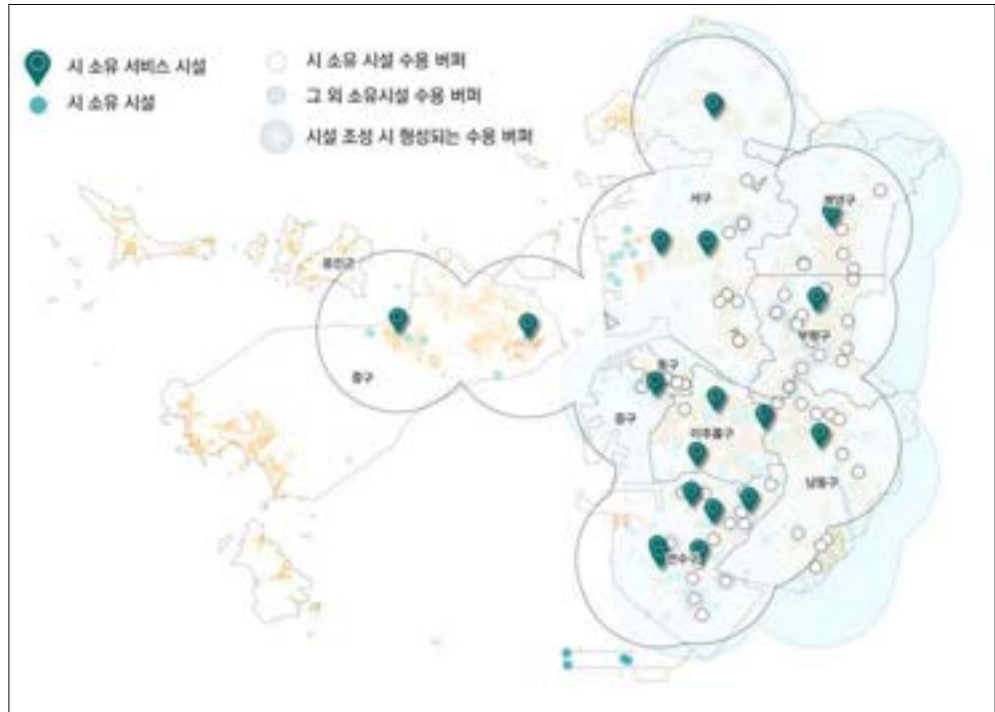 시 소유 서비스 시설
시 소유 시설
시 소유 시설 수용 버퍼
그 외 소유시설 수용 버퍼
시설 조성 시 형성되는 수용 버퍼
서구
계양구
옹진군
부평구
동구
중구
중구
미추홀구
남동구
연수구